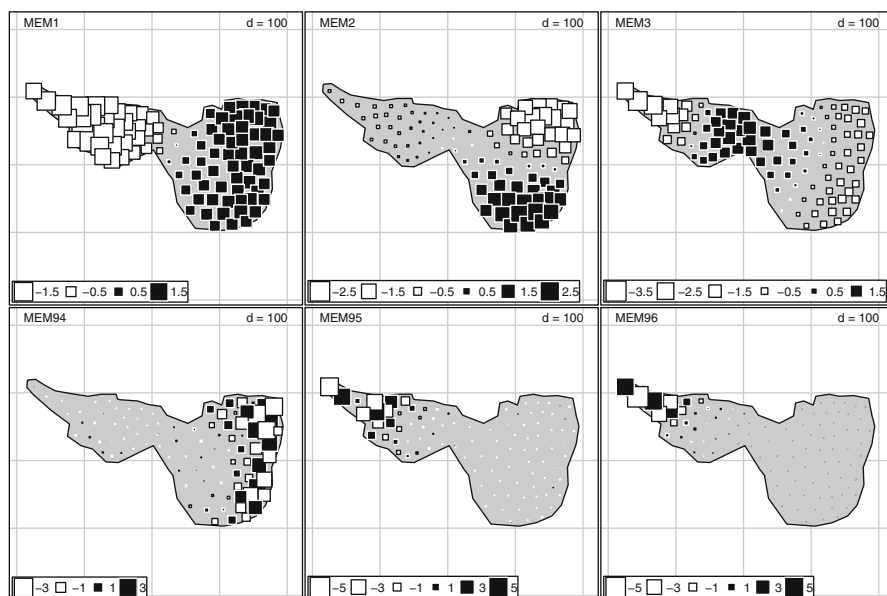 MEM1 d = 100
−1.5 −0.5 0.5 1.5
MEM2 d = 100
−2.5 −1.5 −0.5 0.5 1.5 2.5
MEM3 d = 100
−3.5 −2.5 −1.5 −0.5 0.5 1.5
MEM94 d = 100
−3 −1 1 3
MEM95 d = 100
−5 −3 −1 1 3 5
MEM96 d = 100
−5 −3 −1 1 3 5